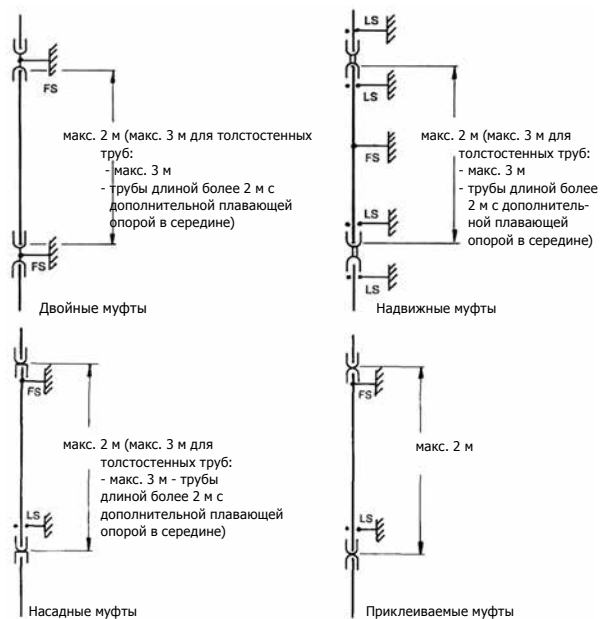 FS
макс. 2 м (макс. 3 м для толстостенных
труб:
- макс. 3 м
- трубы длиной более 2 м с
дополнительной плавающей
опорой в середине)
FS
Двойные муфты
LS
LS
макс. 2 м (макс. 3 м для
толстостенных труб:
- макс. 3 м
- трубы длиной более
2 м с дополнитель-
ной плавающей
опорой в середине)
FS
LS
LS
Надвижные муфты
FS
макс. 2 м (макс. 3 м для
толстостенных труб:
- макс. 3 м - трубы
длиной более 2 м с
дополнительной плавающей
опорой в середине)
LS
Насадные муфты
FS
макс. 2 м
LS
Приклеиваемые муфты